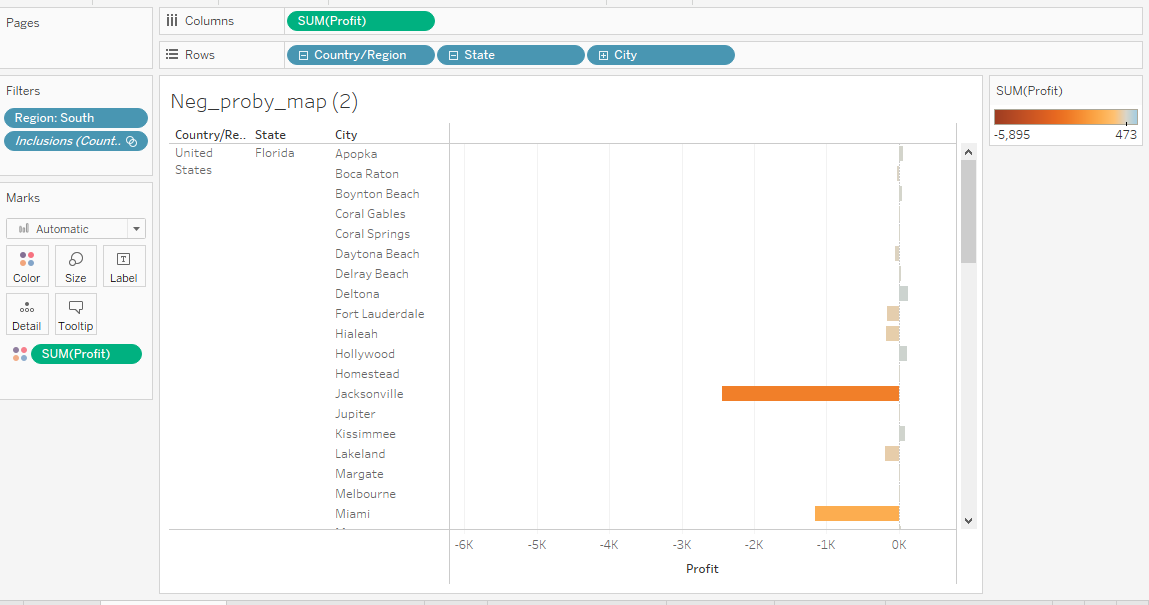 Pages
Columns
SUM(Profit)
Rows
Country/Region
State
City
Filters
Region: South
Inclusions (Count..
Marks
Automatic
Color
Size
Label
Detail
Tooltip
SUM(Profit)
Neg_proby_map (2)
Country/Re.. State City
United States
Florida
Apopka
Boca Raton
Boynton Beach
Coral Gables
Coral Springs
Daytona Beach
Delray Beach
Deltona
Fort Lauderdale
Hialeah
Hollywood
Homestead
Jacksonville
Jupiter
Kissimmee
Lakeland
Margate
Melbourne
Miami
-6K -5K -4K -3K -2K -1K 0K
Profit
SUM(Profit)
-5,895 473